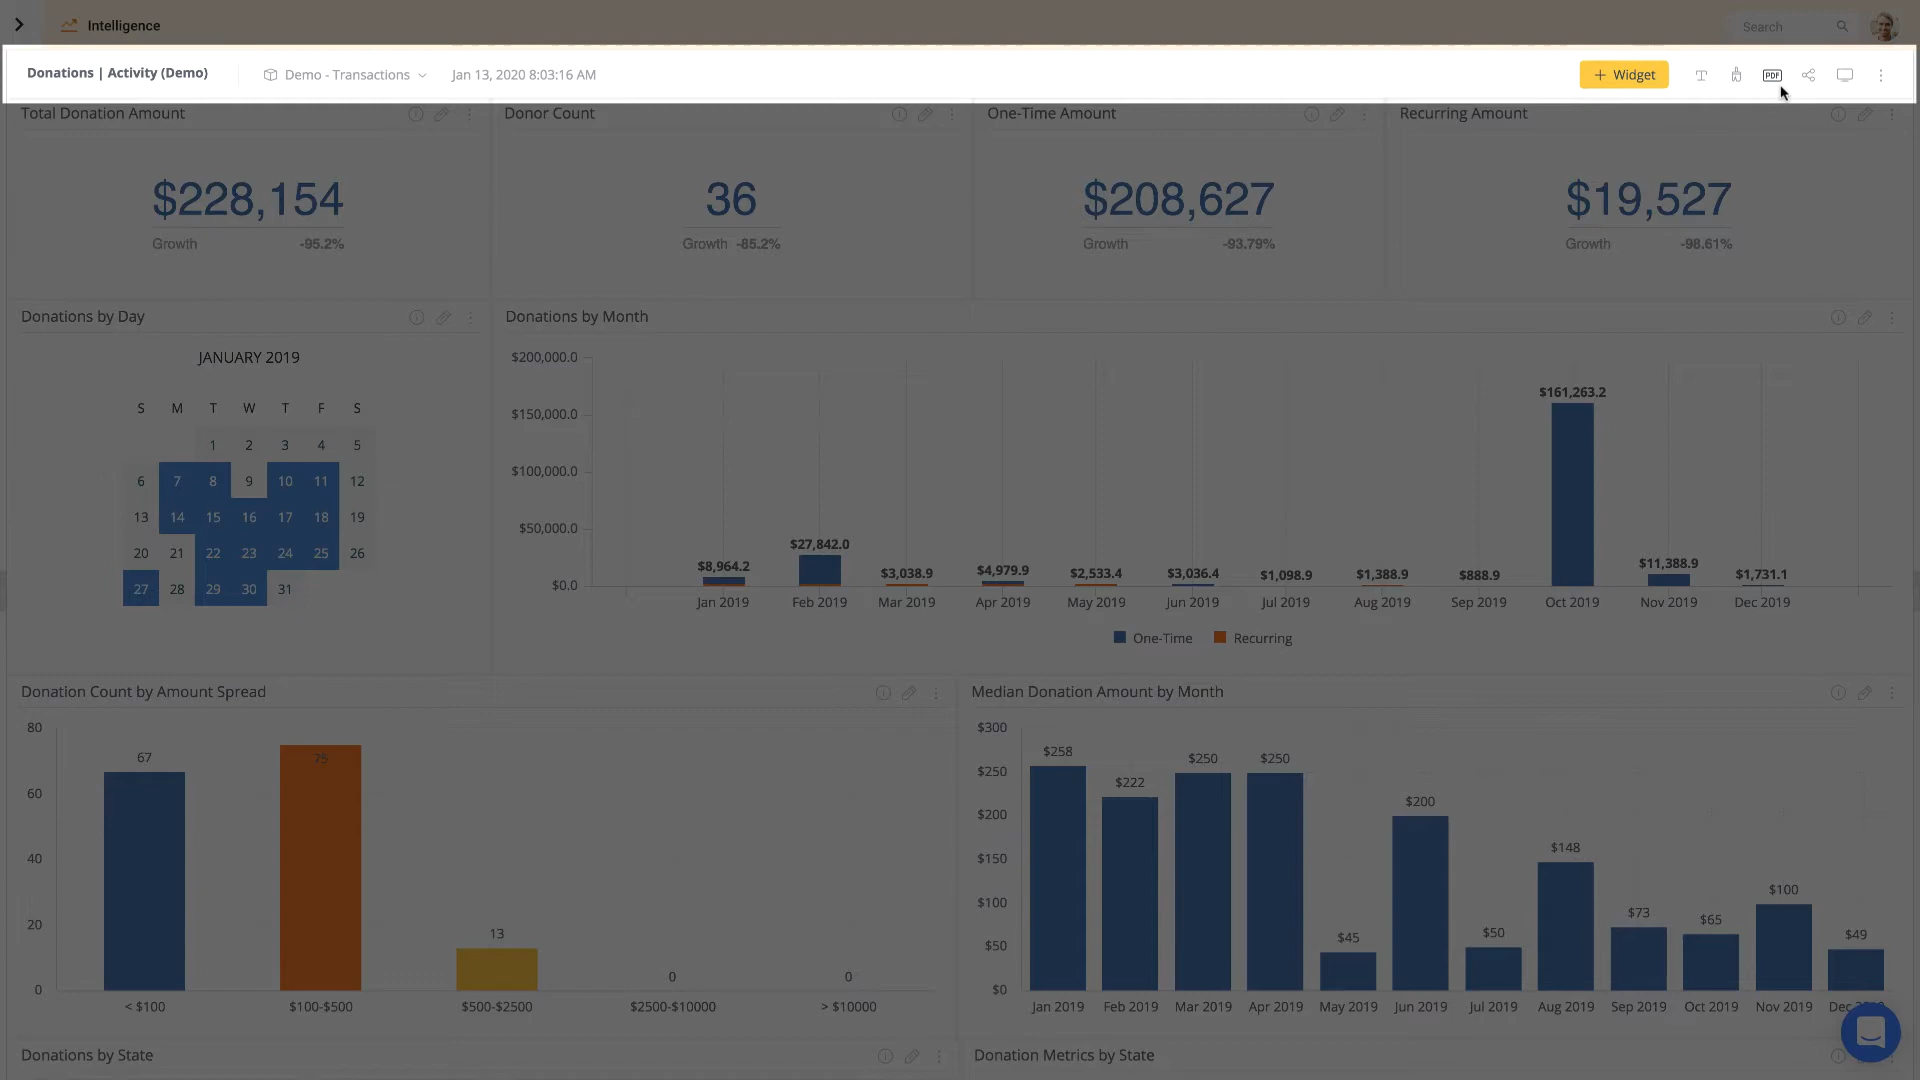 Intelligence
Search
Donations | Activity (Demo)
Demo - Transactions
Jan 13, 2020 8:03:16 AM
+ Widget
PDF
Total Donation Amount
Donor Count
One-Time Amount
Recurring Amount
$228,154
36
$208,627
$19,527
Growth -95.2%
Growth -85.2%
Growth -93.79%
Growth -98.61%
Donations by Day
JANUARY 2019
S M T W T F S
1 2 3 4 5
6 7 8 9 10 11 12
13 14 15 16 17 18 19
20 21 22 23 24 25 26
27 28 29 30 31
Donations by Month
$200,000.0
$150,000.0
$100,000.0
$50,000.0
$0.0
$8,964.2
$27,842.0
$3,038.9
$4,979.9
$2,533.4
$3,036.4
$1,098.9
$1,388.9
$888.9
$161,263.2
$11,388.9
$1,731.1
Jan 2019 Feb 2019 Mar 2019 Apr 2019 May 2019 Jun 2019 Jul 2019 Aug 2019 Sep 2019 Oct 2019 Nov 2019 Dec 2019
One-Time Recurring
Donation Count by Amount Spread
80
60
40
20
0
67
75
13
0
0
< $100 $100-$500 $500-$2500 $2500-$10000 > $10000
Median Donation Amount by Month
$300
$250
$200
$150
$100
$50
$0
$258
$222
$250
$250
$45
$200
$50
$148
$73
$65
$100
$49
Jan 2019 Feb 2019 Mar 2019 Apr 2019 May 2019 Jun 2019 Jul 2019 Aug 2019 Sep 2019 Oct 2019 Nov 2019 Dec
Donations by State
Donation Metrics by State